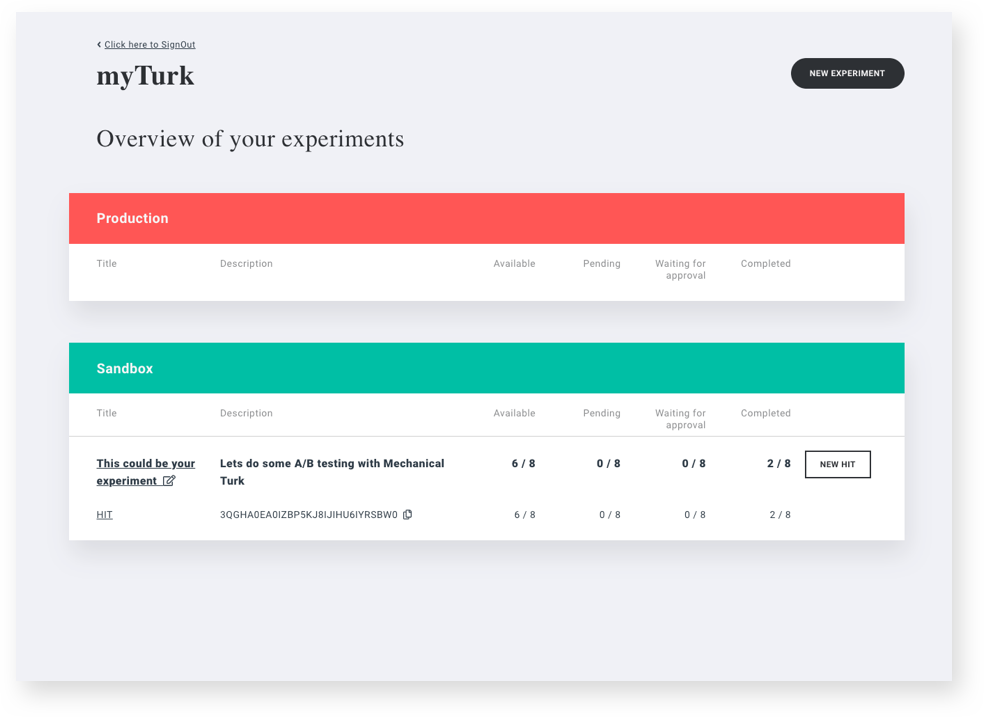 Click here to SignOut
myTurk
NEW EXPERIMENT
Overview of your experiments
Production
Title Description Available Pending Waiting for approval Completed
Sandbox
Title Description Available Pending Waiting for approval Completed
This could be your experiment
Lets do some A/B testing with Mechanical Turk
6 / 8 0 / 8 0 / 8 2 / 8 NEW HIT
HIT 3QGHA0EA0IZBP5KJ8IJIHU6IYRSBW0 6 / 8 0 / 8 0 / 8 2 / 8